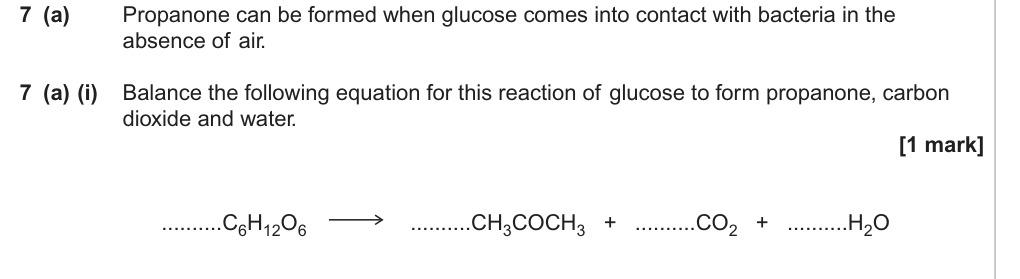 7 (a) Propanone can be formed when glucose comes into contact with bacteria in the
absence of air.
7 (a) (i) Balance the following equation for this reaction of glucose to form propanone, carbon
dioxide and water.
[1 mark]
..........C₆H₁₂O₆ ⟶ ..........CH₃COCH₃ + ..........CO₂ + ..........H₂O